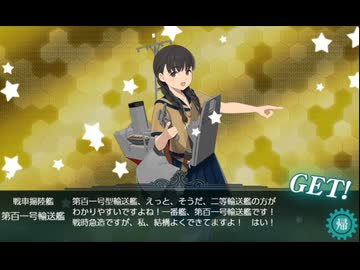 GET!
戦車揚陸艦
第百一号輸送艦
第百一号型輸送艦、えっと、そうだ、二等輸送艦の方が
わかりやすいですよね！一番艦、第百一号輸送艦です！
戦時急造ですが、私、結構よくできてますよ！　はい！
帰